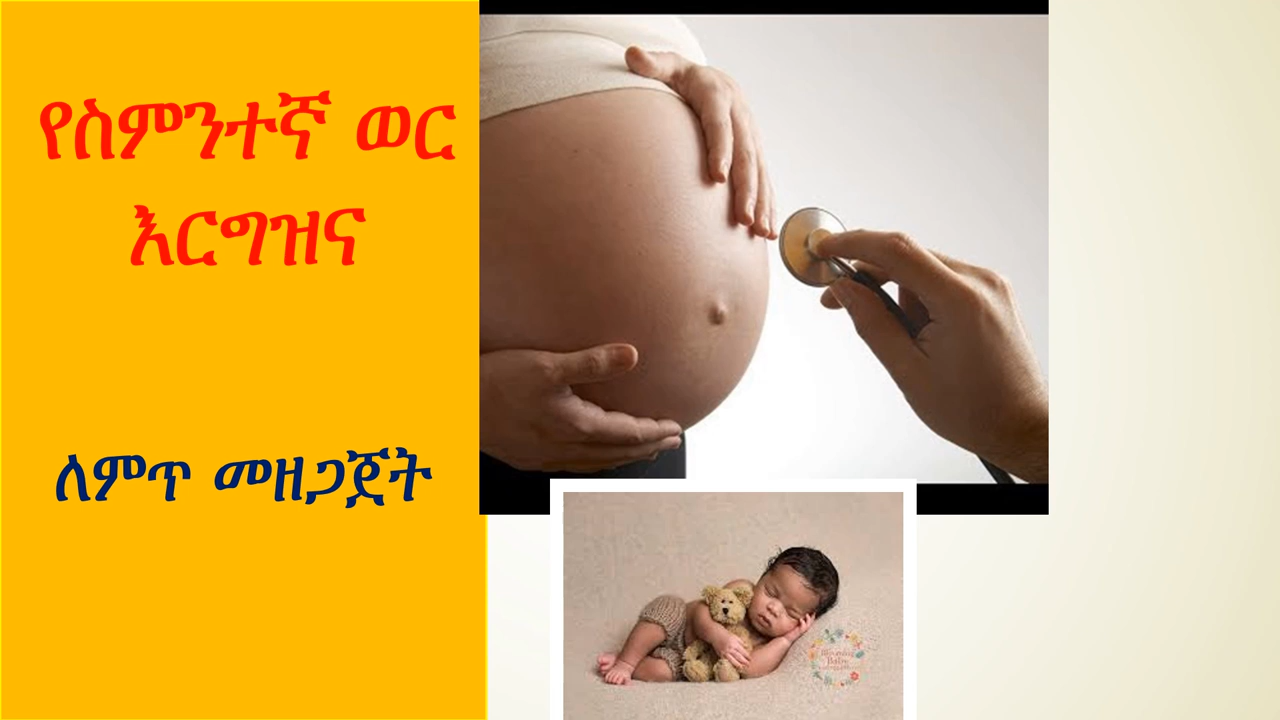 የስምንተኛ ወር
እርግዝና
ለምጥ መዘጋጀት